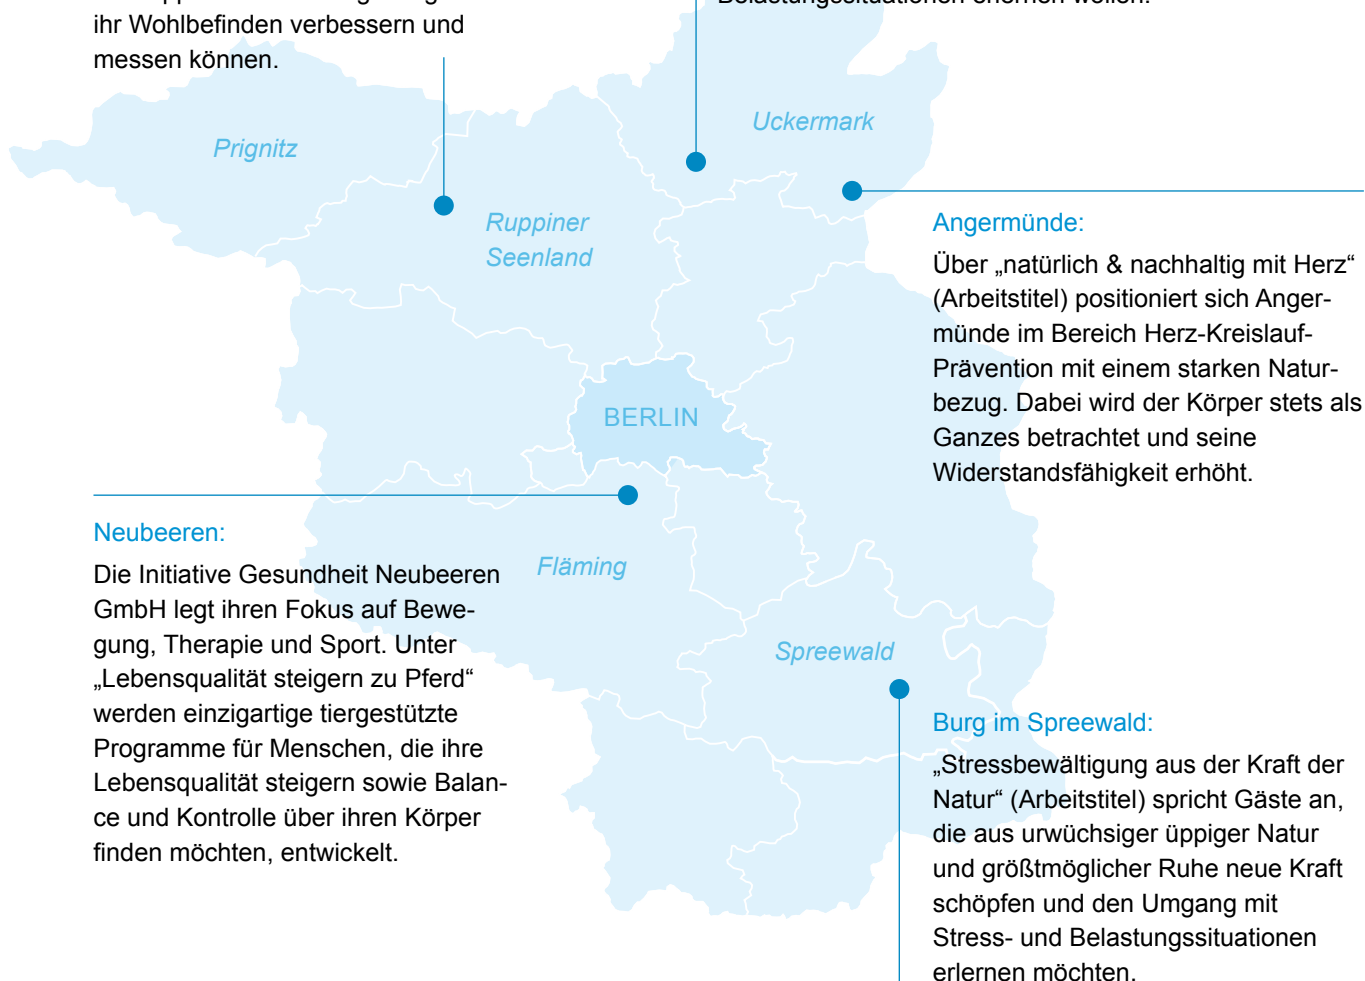 ihr Wohlbefinden verbessern und
messen können.
Prignitz
Uckermark
Ruppiner
Seenland
Angermünde:
Über „natürlich & nachhaltig mit Herz“
(Arbeitstitel) positioniert sich Anger-
münde im Bereich Herz-Kreislauf-
Prävention mit einem starken Natur-
bezug. Dabei wird der Körper stets als
Ganzes betrachtet und seine
Widerstandsfähigkeit erhöht.
BERLIN
Neubeeren:
Die Initiative Gesundheit Neubeeren
GmbH legt ihren Fokus auf Bewe-
gung, Therapie und Sport. Unter
„Lebensqualität steigern zu Pferd“
werden einzigartige tiergestützte
Programme für Menschen, die ihre
Lebensqualität steigern sowie Balan-
ce und Kontrolle über ihren Körper
finden möchten, entwickelt.
Fläming
Spreewald
Burg im Spreewald:
„Stressbewältigung aus der Kraft der
Natur“ (Arbeitstitel) spricht Gäste an,
die aus urwüchsiger üppiger Natur
und größtmöglicher Ruhe neue Kraft
schöpfen und den Umgang mit
Stress- und Belastungssituationen
erlernen möchten.